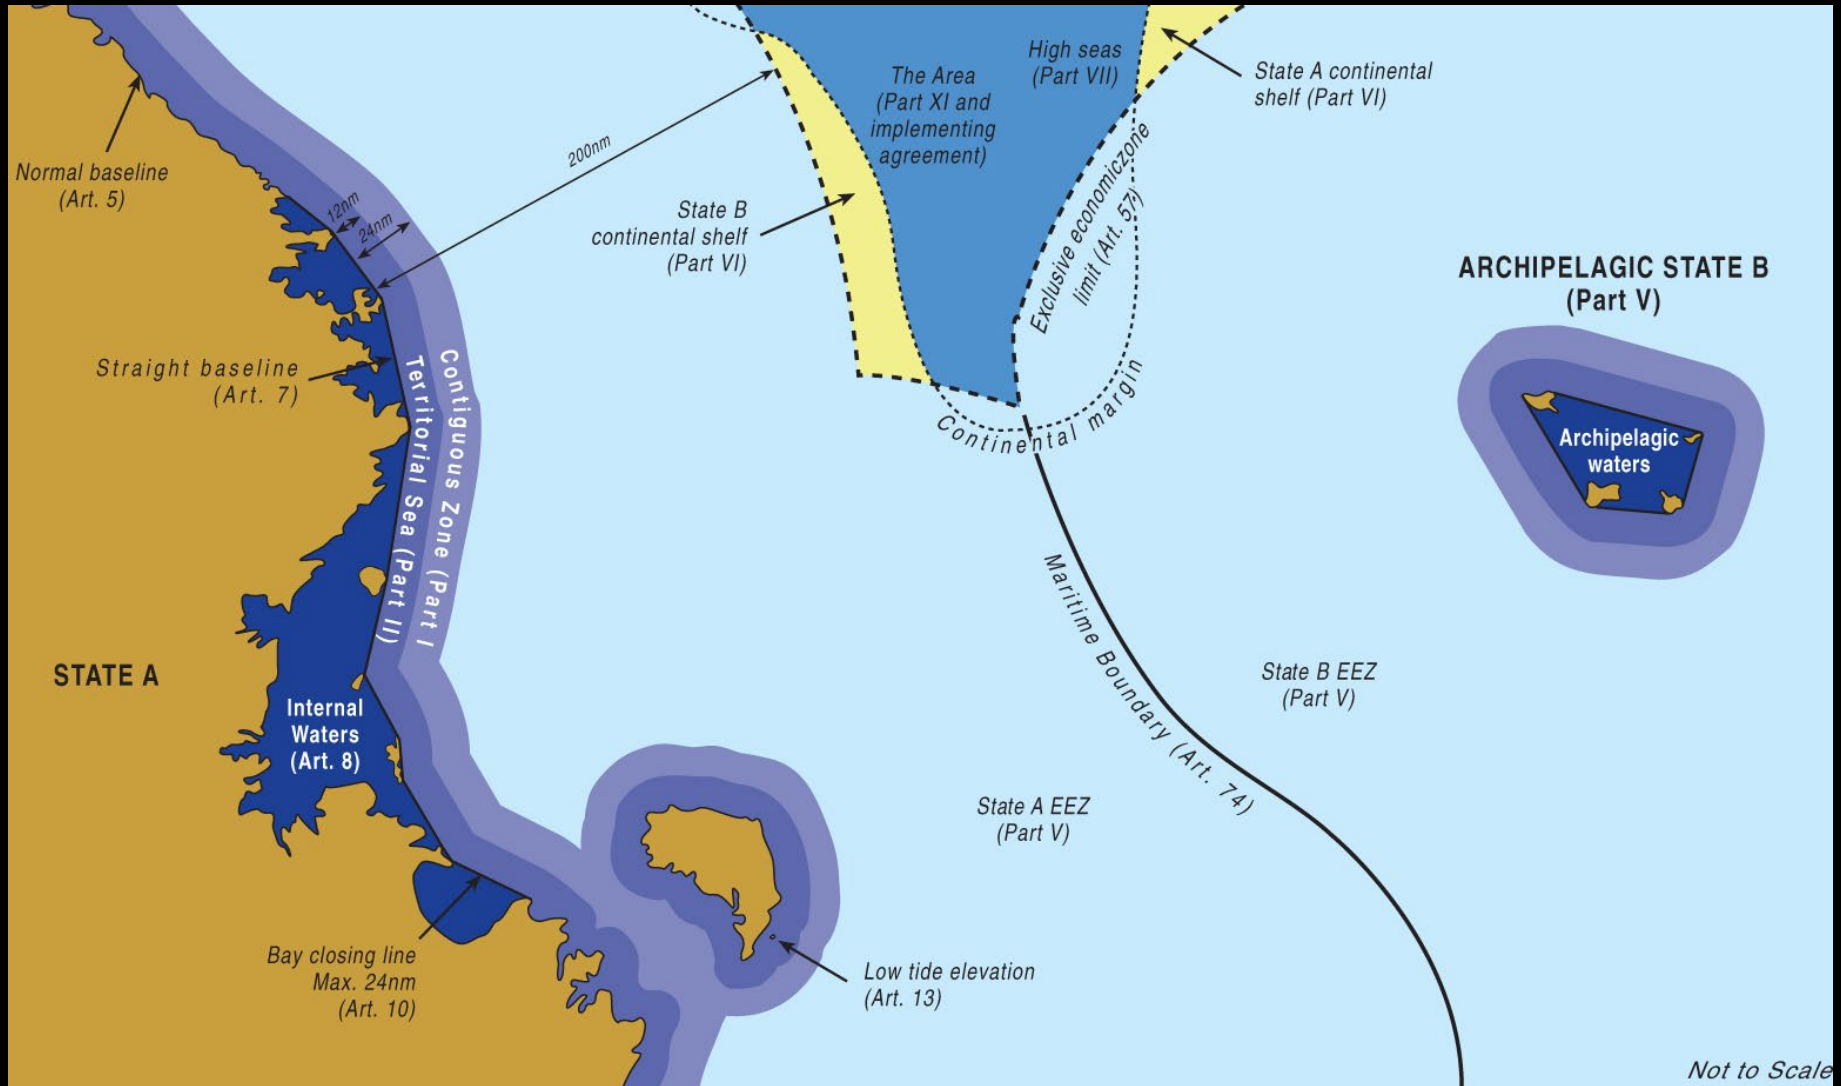 High seas
(Part VII)
The Area
(Part XI and
implementing
agreement)
State A continental
shelf (Part VI)
Normal baseline
(Art. 5)
200nm
12nm
24nm
State B
continental shelf
(Part VI)
Exclusive economiczone
limit (Art. 57)
ARCHIPELAGIC STATE B
(Part V)
Straight baseline
(Art. 7)
Territorial Sea (Part II)
Contiguous Zone (Part I
Continental margin
Archipelagic
waters
Maritime Boundary (Art. 74)
STATE A
Internal
Waters
(Art. 8)
State B EEZ
(Part V)
State A EEZ
(Part V)
Bay closing line
Max. 24nm
(Art. 10)
Low tide elevation
(Art. 13)
Not to Scale